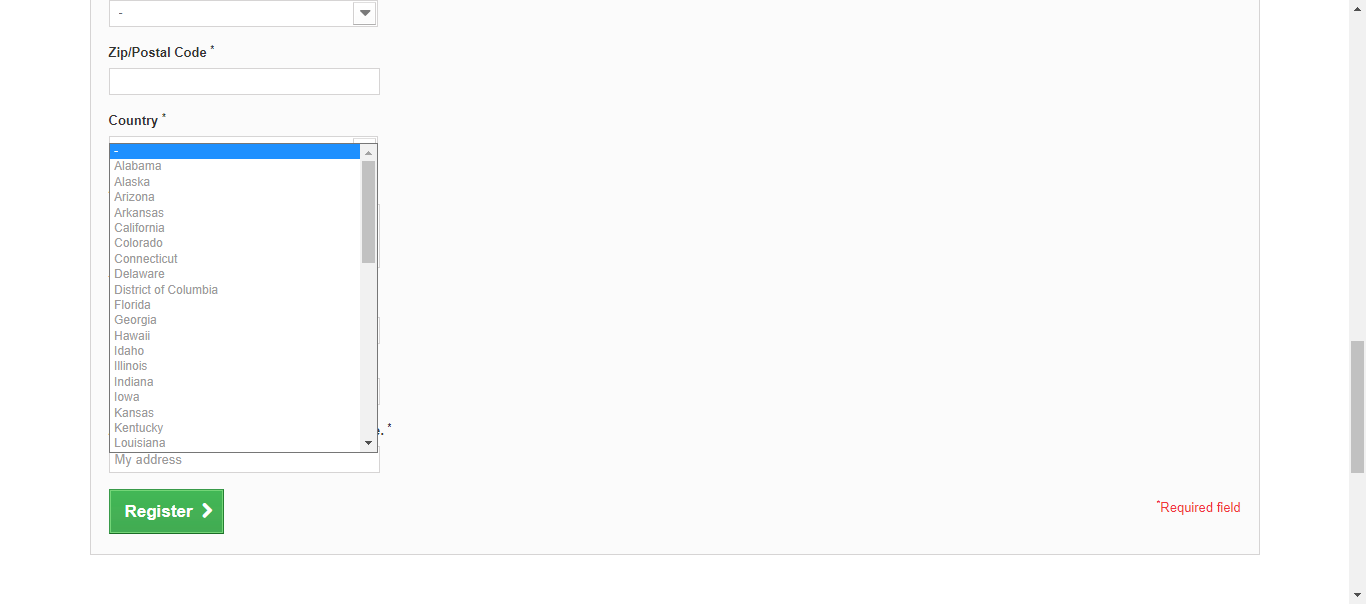 -
Zip/Postal Code *
Country *
-
Alabama
Alaska
Arizona
Arkansas
California
Colorado
Connecticut
Delaware
District of Columbia
Florida
Georgia
Hawaii
Idaho
Illinois
Indiana
Iowa
Kansas
Kentucky
Louisiana
. *
My address
Register
*Required field